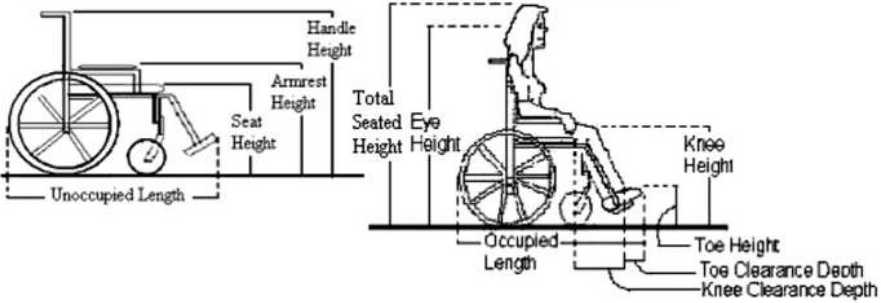 Handle
Height
Armrest
Height
Seat
Height
Unoccupied Length
Total
Seated
Height
Eye
Height
Knee
Height
Occupied
Length
Toe Height
Toe Clearance Depth
Knee Clearance Depth